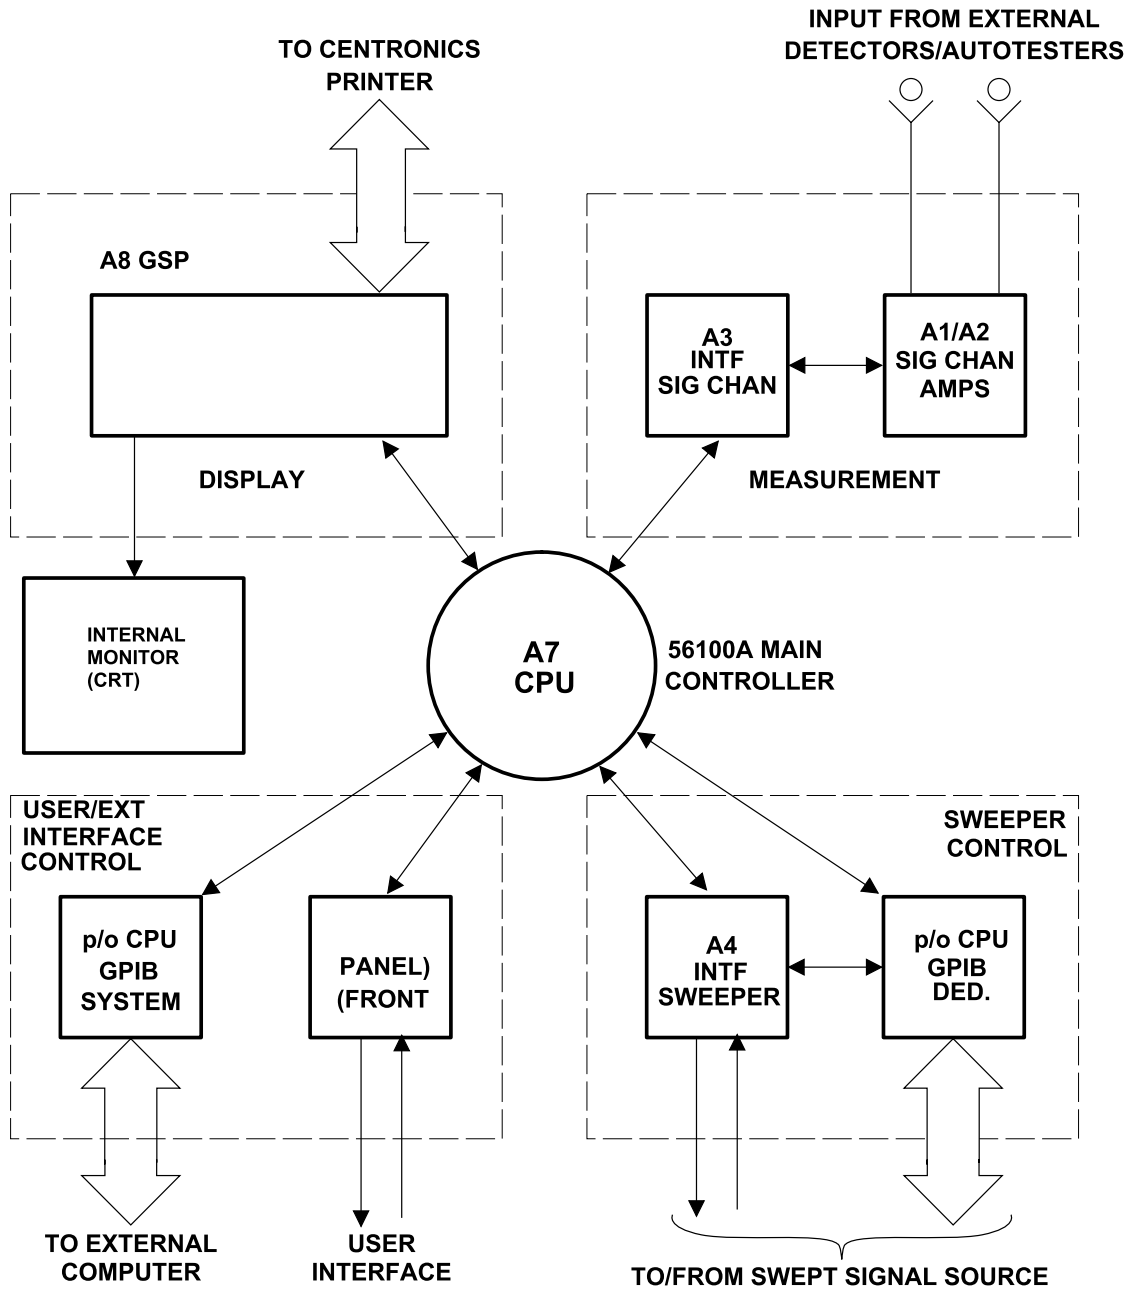 TO CENTRONICS
PRINTER
INPUT FROM EXTERNAL
DETECTORS/AUTOTESTERS
A8 GSP
DISPLAY
A3
INTF
SIG CHAN
A1/A2
SIG CHAN
AMPS
MEASUREMENT
INTERNAL
MONITOR
(CRT)
A7
CPU
56100A MAIN
CONTROLLER
USER/EXT
INTERFACE
CONTROL
p/o CPU
GPIB
SYSTEM
PANEL)
(FRONT
SWEEPER
CONTROL
A4
INTF
SWEEPER
p/o CPU
GPIB
DED.
TO EXTERNAL
COMPUTER
USER
INTERFACE
TO/FROM SWEPT SIGNAL SOURCE